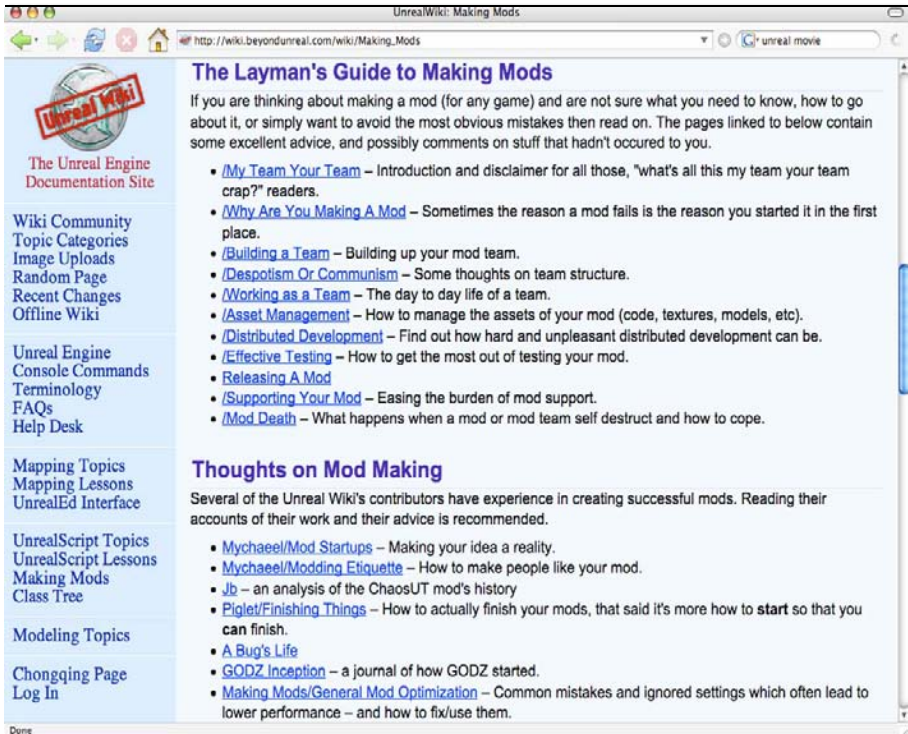 UnrealWiki: Making Mods
http://wiki.beyondunreal.com/wiki/Making_Mods
unreal movie
Unreal Wiki
The Unreal Engine
Documentation Site
Wiki Community
Topic Categories
Image Uploads
Random Page
Recent Changes
Offline Wiki
Unreal Engine
Console Commands
Terminology
FAQs
Help Desk
Mapping Topics
Mapping Lessons
UnrealEd Interface
UnrealScript Topics
UnrealScript Lessons
Making Mods
Class Tree
Modeling Topics
Chongqing Page
Log In
The Layman's Guide to Making Mods
If you are thinking about making a mod (for any game) and are not sure what you need to know, how to go
about it, or simply want to avoid the most obvious mistakes then read on. The pages linked to below contain
some excellent advice, and possibly comments on stuff that hadn't occured to you.
• /My Team Your Team – Introduction and disclaimer for all those, "what's all this my team your team
crap?" readers.
• /Why Are You Making A Mod – Sometimes the reason a mod fails is the reason you started it in the first
place.
• /Building a Team – Building up your mod team.
• /Despotism Or Communism – Some thoughts on team structure.
• /Working as a Team – The day to day life of a team.
• /Asset Management – How to manage the assets of your mod (code, textures, models, etc).
• /Distributed Development – Find out how hard and unpleasant distributed development can be.
• /Effective Testing – How to get the most out of testing your mod.
• Releasing A Mod
• /Supporting Your Mod – Easing the burden of mod support.
• /Mod Death – What happens when a mod or mod team self destruct and how to cope.
Thoughts on Mod Making
Several of the Unreal Wiki's contributors have experience in creating successful mods. Reading their
accounts of their work and their advice is recommended.
• Mychaeel/Mod Startups – Making your idea a reality.
• Mychaeel/Modding Etiquette – How to make people like your mod.
• Jb – an analysis of the ChaosUT mod's history
• Piglet/Finishing Things – How to actually finish your mods, that said it's more how to start so that you
can finish.
• A Bug's Life
• GODZ Inception – a journal of how GODZ started.
• Making Mods/General Mod Optimization – Common mistakes and ignored settings which often lead to
lower performance – and how to fix/use them.
Done